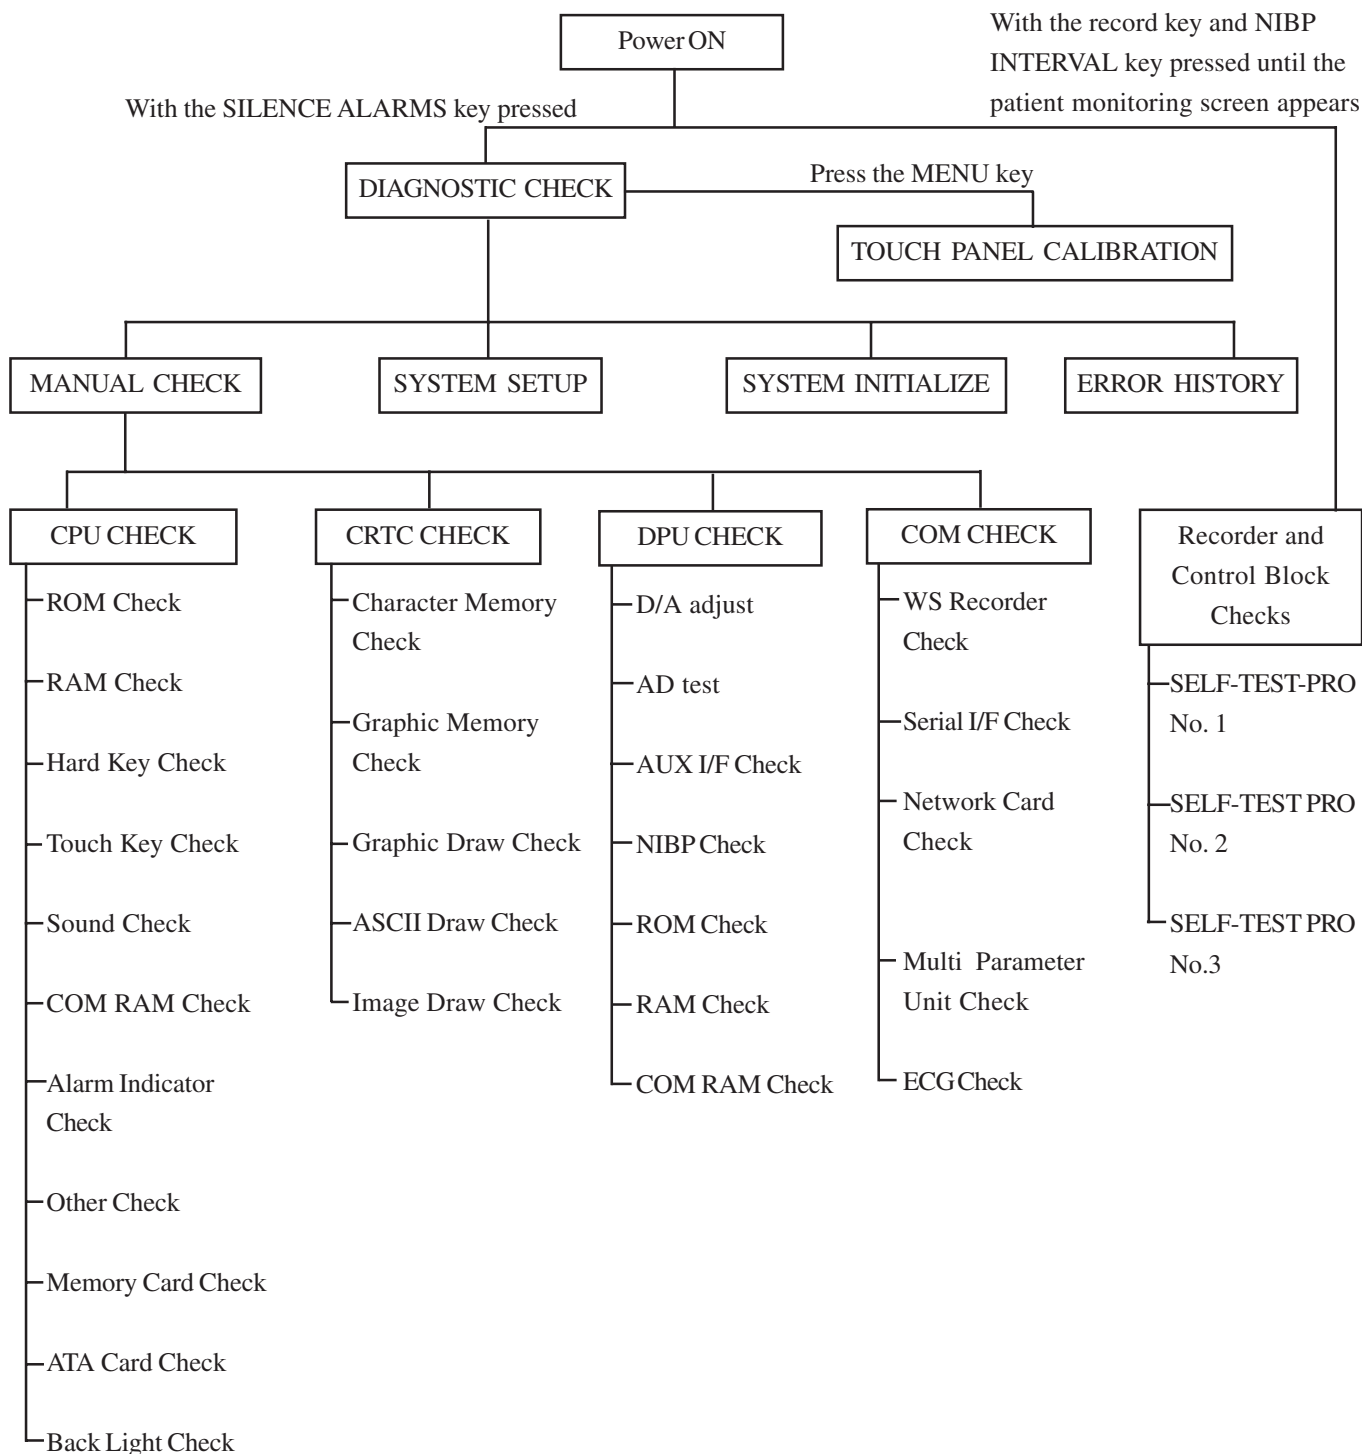 Power ON
With the record key and NIBP
INTERVAL key pressed until the
patient monitoring screen appears
With the SILENCE ALARMS key pressed
DIAGNOSTIC CHECK
Press the MENU key
TOUCH PANEL CALIBRATION
MANUAL CHECK
SYSTEM SETUP
SYSTEM INITIALIZE
ERROR HISTORY
CPU CHECK
ROM Check
RAM Check
Hard Key Check
Touch Key Check
Sound Check
COM RAM Check
Alarm Indicator
Check
Other Check
Memory Card Check
ATA Card Check
Back Light Check
CRTC CHECK
Character Memory
Check
Graphic Memory
Check
Graphic Draw Check
ASCII Draw Check
Image Draw Check
DPU CHECK
D/A adjust
AD test
AUX I/F Check
NIBP Check
ROM Check
RAM Check
COM RAM Check
COM CHECK
WS Recorder
Check
Serial I/F Check
Network Card
Check
Multi Parameter
Unit Check
ECG Check
Recorder and
Control Block
Checks
SELF-TEST-PRO
No. 1
SELF-TEST PRO
No. 2
SELF-TEST PRO
No.3